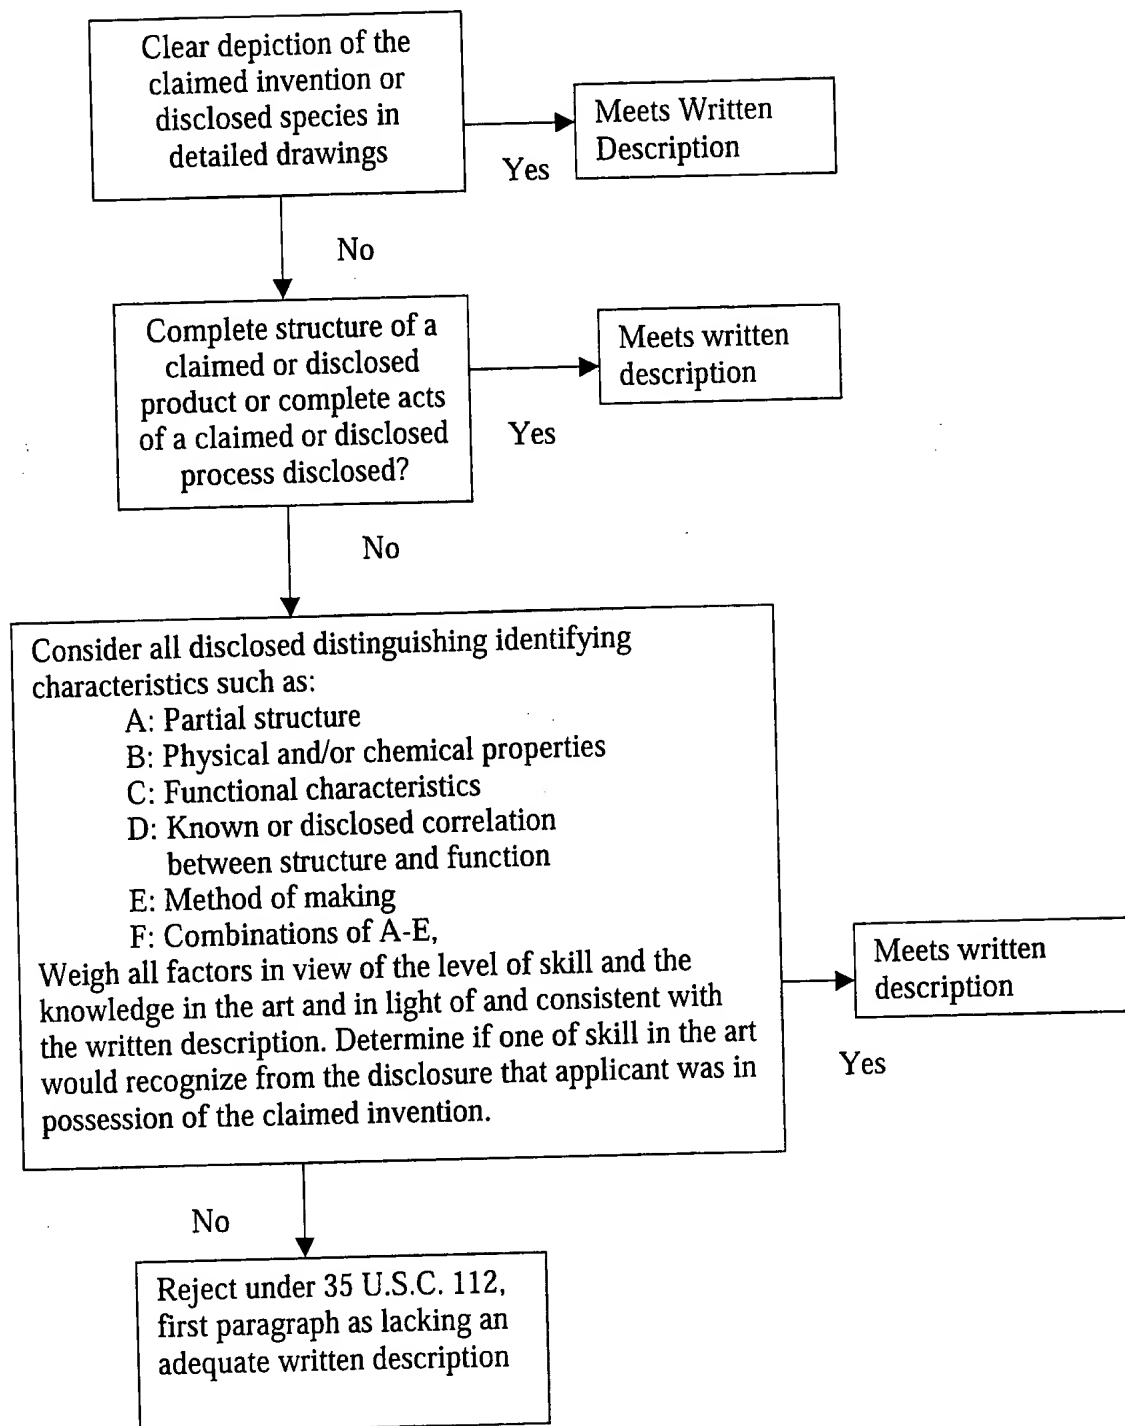 Clear depiction of the
claimed invention or
disclosed species in
detailed drawings
Meets Written
Description
Yes
No
Complete structure of a
claimed or disclosed
product or complete acts
of a claimed or disclosed
process disclosed?
Meets written
description
Yes
No
Consider all disclosed distinguishing identifying
characteristics such as:
A: Partial structure
B: Physical and/or chemical properties
C: Functional characteristics
D: Known or disclosed correlation
between structure and function
E: Method of making
F: Combinations of A-E,
Weigh all factors in view of the level of skill and the
knowledge in the art and in light of and consistent with
the written description. Determine if one of skill in the art
would recognize from the disclosure that applicant was in
possession of the claimed invention.
Meets written
description
Yes
No
Reject under 35 U.S.C. 112,
first paragraph as lacking an
adequate written description